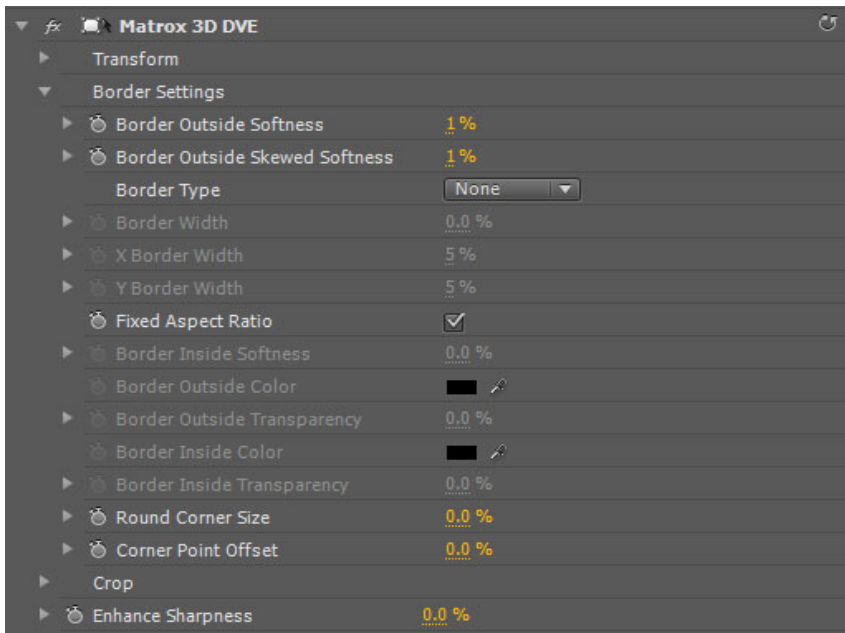 fx Matrox 3D DVE
Transform
Border Settings
Border Outside Softness 1 %
Border Outside Skewed Softness 1 %
Border Type None
Border Width 0.0 %
X Border Width 5 %
Y Border Width 5 %
Fixed Aspect Ratio
Border Inside Softness 0.0 %
Border Outside Color
Border Outside Transparency 0.0 %
Border Inside Color
Border Inside Transparency 0.0 %
Round Corner Size 0.0 %
Corner Point Offset 0.0 %
Crop
Enhance Sharpness 0.0 %